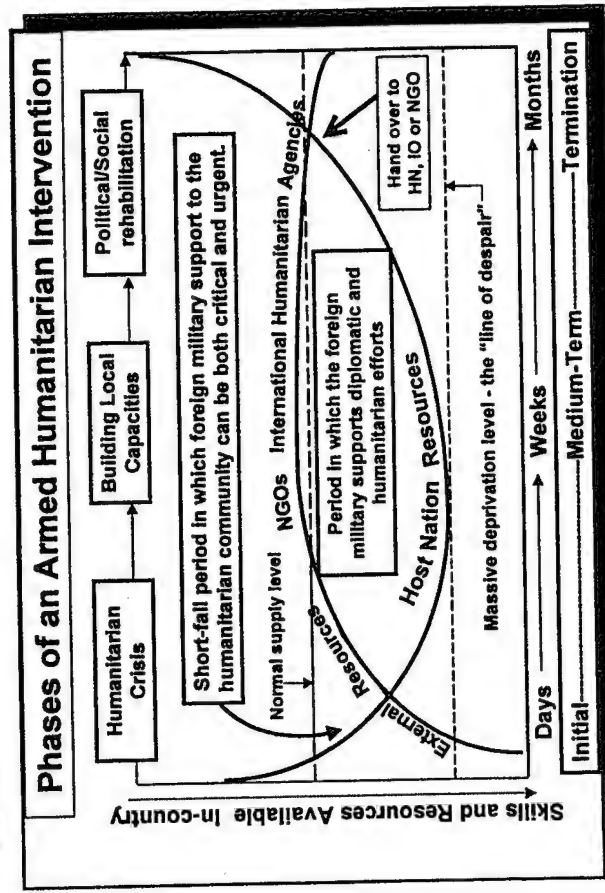 Phases of an Armed Humanitarian Intervention
Humanitarian
Crisis
Building Local
Capacities
Political/Social
rehabilitation
Short-fall period in which foreign military support to the
humanitarian community can be both critical and urgent.
Normal supply level
NGOs International Humanitarian Agencies
External Resources
Period in which the foreign
military supports diplomatic and
humanitarian efforts
Hand over to
HN, IO or NGO
Host Nation Resources
Massive deprivation level - the "line of despair"
Skills and Resources Available In-country
Days Weeks Months
Initial Medium-Term Termination